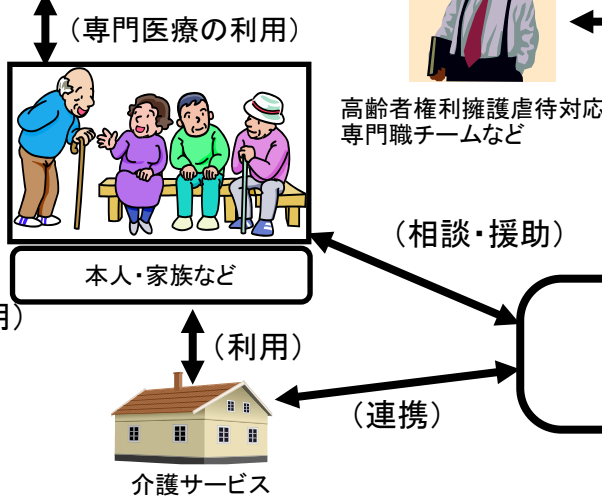 （専門医療の利用）
高齢者権利擁護虐待対応
専門職チームなど
（相談・援助）
本人・家族など
（利用）
（連携）
介護サービス